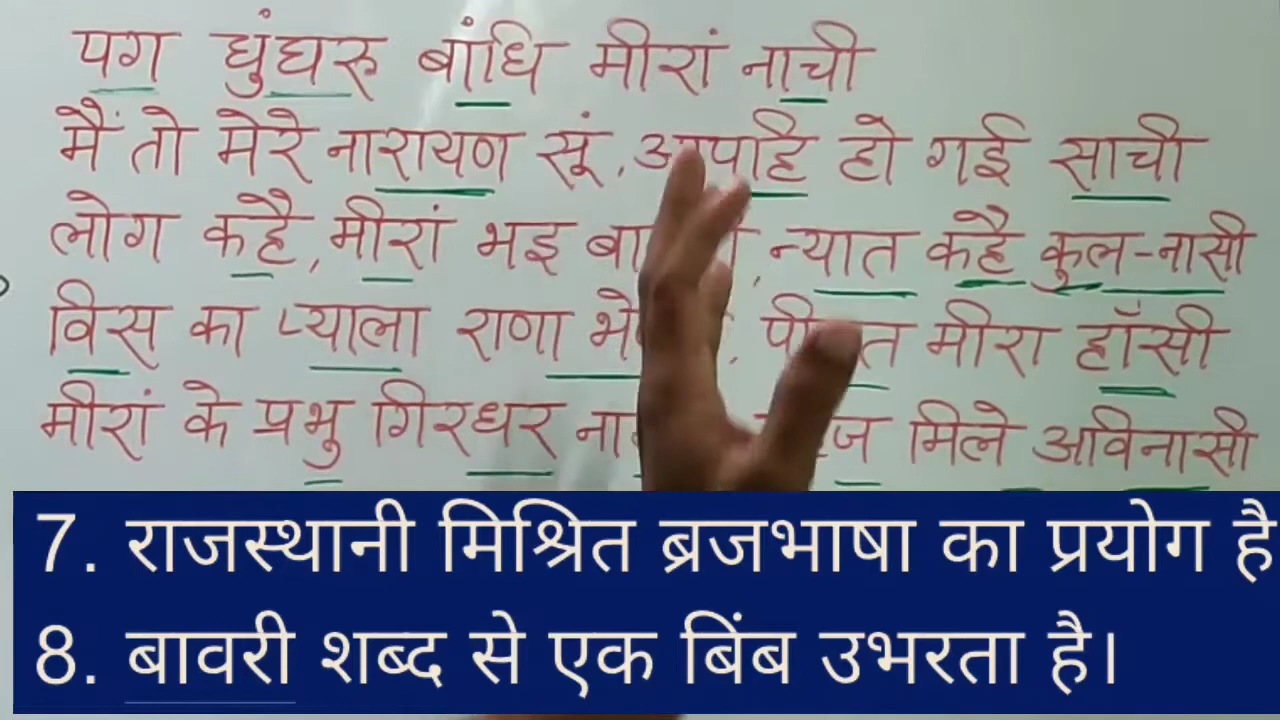 पग घुंघरू बांधि मीरां नाची
मैं तो मेरे नारायण सूं, आपहि हो गई साची
लोग कहै, मीरां भइ, न्यात कहै कुल-नासी
विस का प्याला राणा, मीरा हाँसी
मीरां के प्रभु गिरधर मिले अविनासी
7. राजस्थानी मिश्रित ब्रजभाषा का प्रयोग है
8. बावरी शब्द से एक बिंब उभरता है।